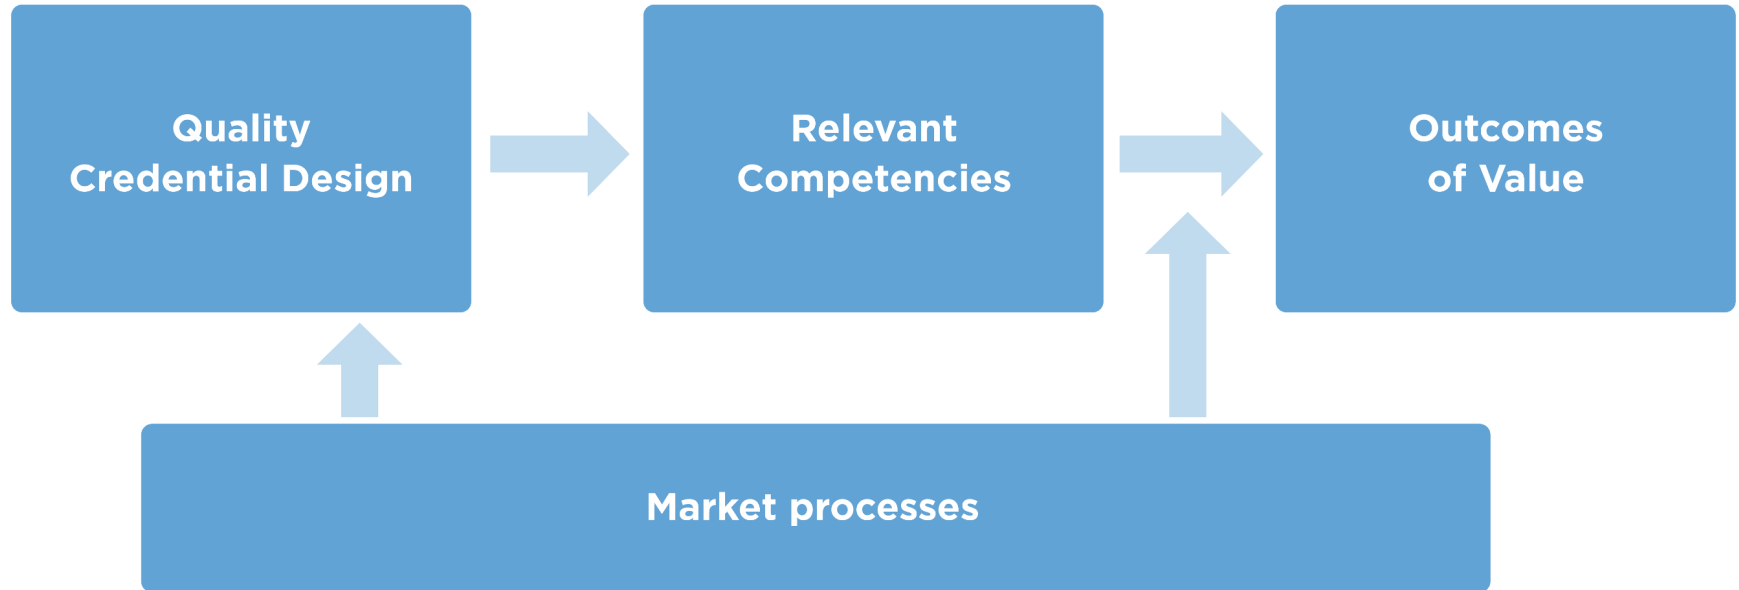 Quality
Credential Design
Relevant
Competencies
Outcomes
of Value
Market processes